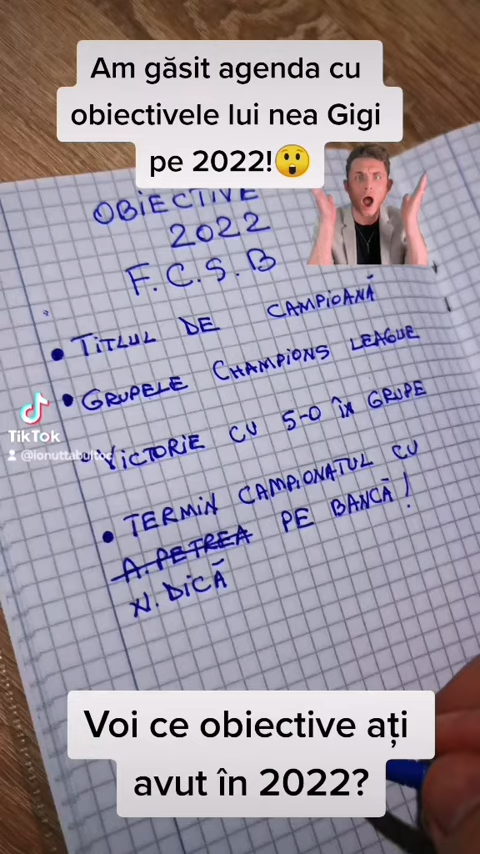 Am găsit agenda cu
obiectivele lui nea Gigi
pe 2022!😲
OBIECTIVE
2022
F.C.S.B
• TITLUL DE CAMPIOANĂ
• GRUPELE CHAMPIONS LEAGUE
• VICTORIE CU 5-0 ÎN GRUPE
• TERMIN CAMPIONATUL CU
A. PETREA PE BANCĂ!
N. DICĂ
TikTok
@ionuttabultoc
Voi ce obiective ați
avut în 2022?